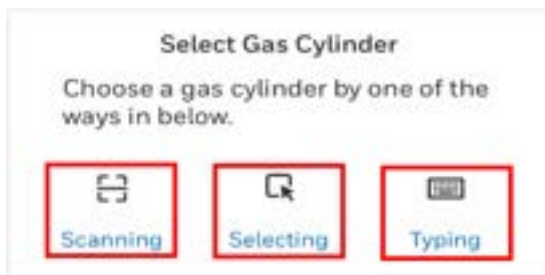 Select Gas Cylinder
Choose a gas cylinder by one of the
ways in below.
Scanning Selecting Typing